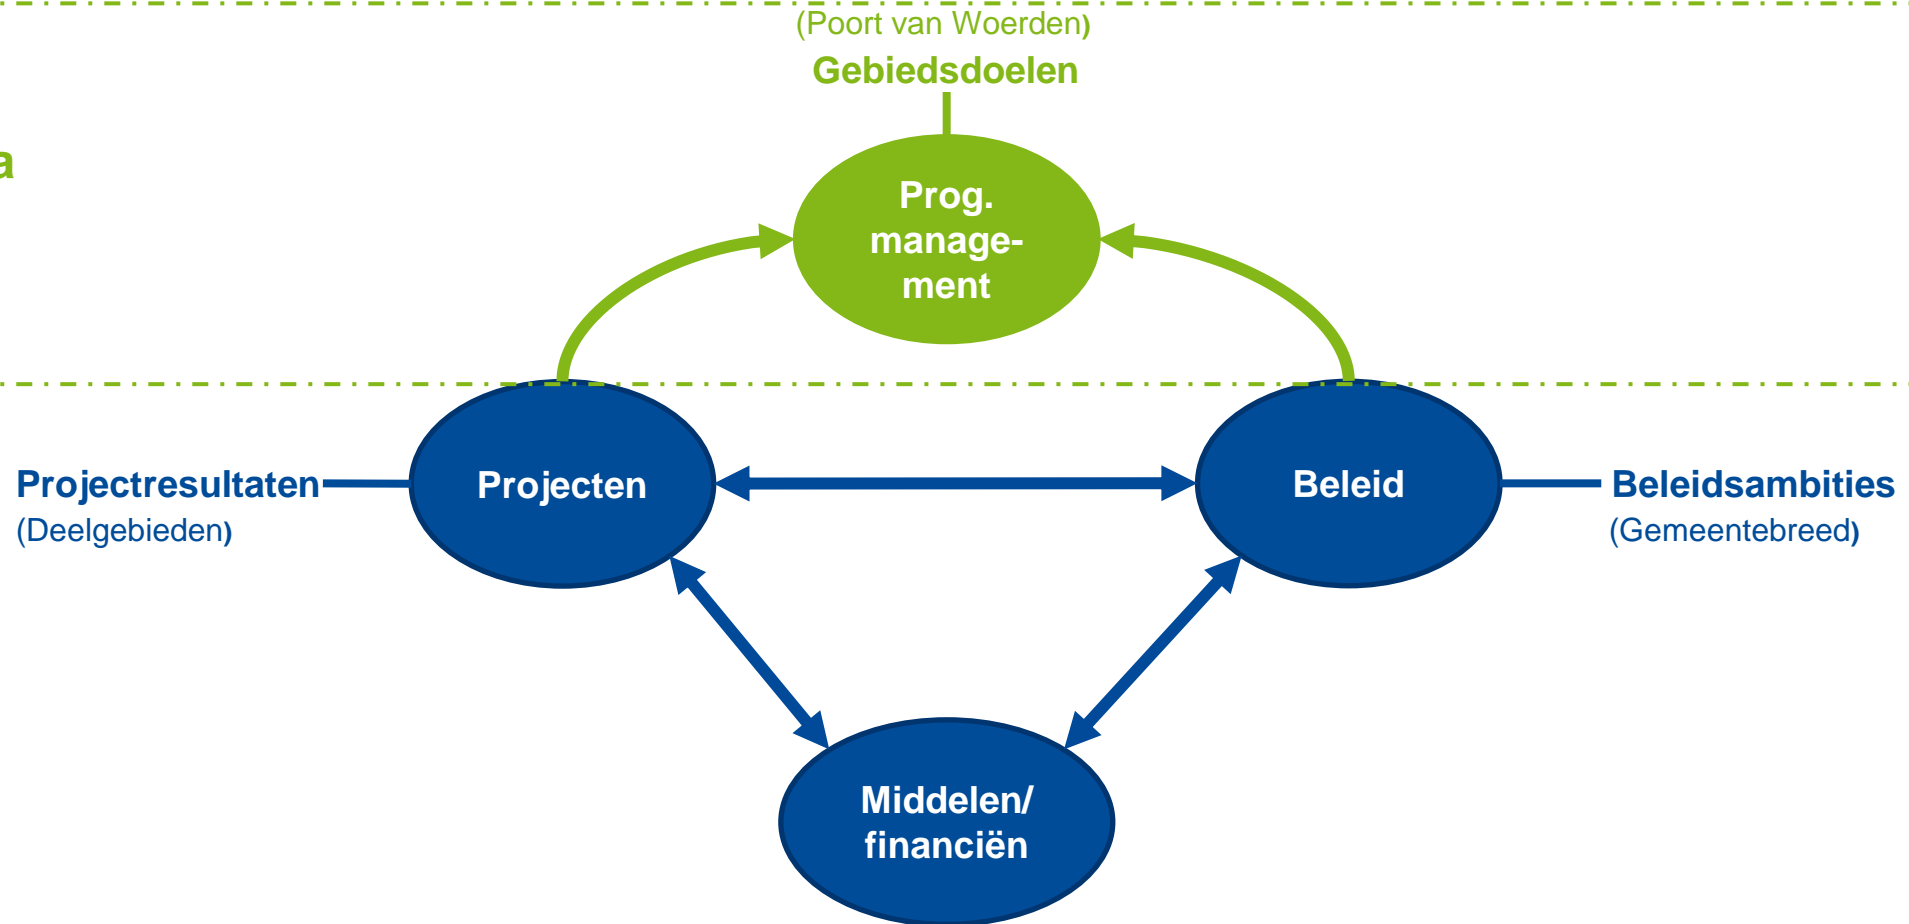 (Poort van Woerden)
Gebiedsdoelen
a
Prog.
manage-
ment
Projectresultaten
(Deelgebieden)
Projecten
Beleid
Beleidsambities
(Gemeentebreed)
Middelen/
financiën